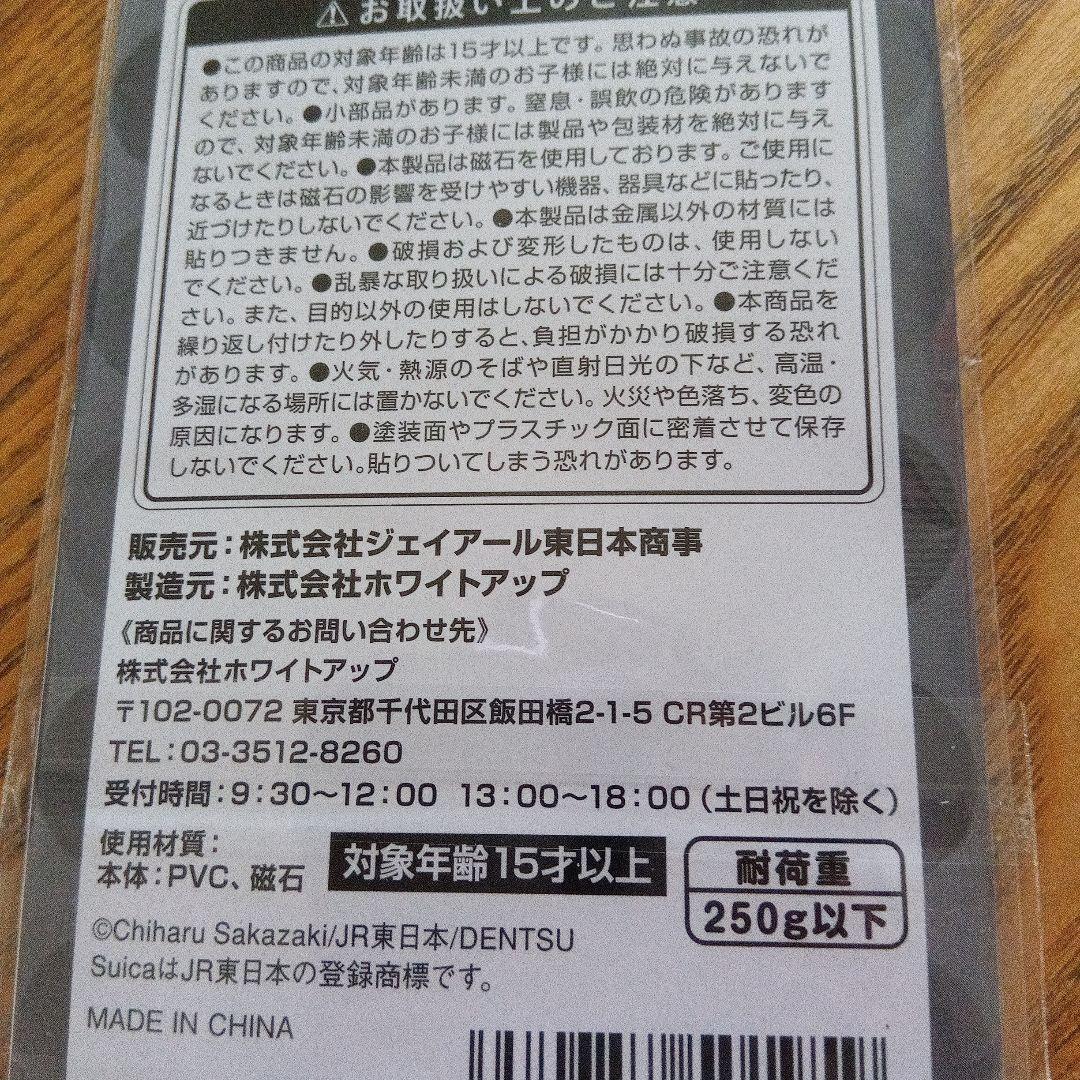 ⚠お取扱い上のご注意
●この商品の対象年齢は15才以上です。思わぬ事故の恐れが
ありますので、対象年齢未満のお子様には絶対に与えないで
ください。●小部品があります。窒息・誤飲の危険があります
ので、対象年齢未満のお子様には製品や包装材を絶対に与え
ないでください。●本製品は磁石を使用しております。ご使用に
なるときは磁石の影響を受けやすい機器、器具などに貼ったり、
近づけたりしないでください。●本製品は金属以外の材質には
貼りつきません。●破損および変形したものは、使用しない
でください。●乱暴な取り扱いによる破損には十分ご注意くだ
さい。また、目的以外の使用はしないでください。●本商品を
繰り返し付けたり外したりすると、負担がかかり破損する恐れ
があります。●火気・熱源のそばや直射日光の下など、高温・
多湿になる場所には置かないでください。火災や色落ち、変色の
原因になります。●塗装面やプラスチック面に密着させて保存
しないでください。貼りついてしまう恐れがあります。
販売元：株式会社ジェイアール東日本商事
製造元：株式会社ホワイトアップ
《商品に関するお問い合わせ先》
株式会社ホワイトアップ
〒102-0072 東京都千代田区飯田橋2-1-5 CR第2ビル6F
TEL：03-3512-8260
受付時間：9：30〜12：00 13：00〜18：00（土日祝を除く）
使用材質：
本体：PVC、磁石
対象年齢15才以上
耐荷重
250g以下
©Chiharu Sakazaki/JR東日本/DENTSU
SuicaはJR東日本の登録商標です。
MADE IN CHINA